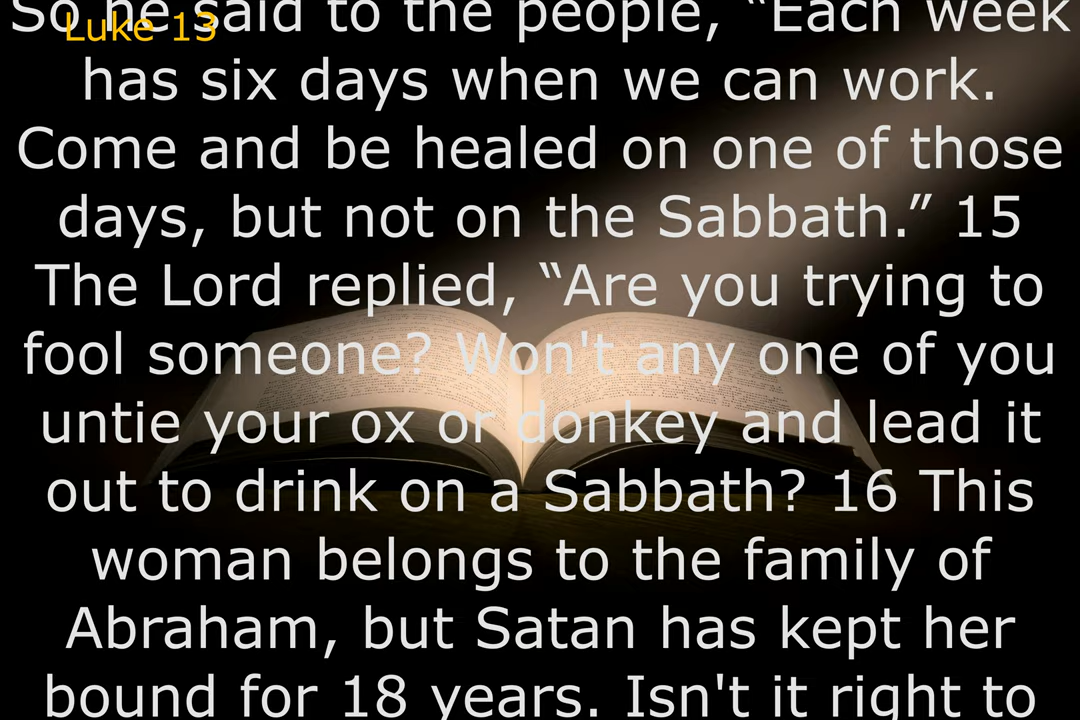 So he said to the people, “Each week
Luke 13
has six days when we can work.
Come and be healed on one of those
days, but not on the Sabbath.” 15
The Lord replied, “Are you trying to
fool someone? Won't any one of you
untie your ox or donkey and lead it
out to drink on a Sabbath? 16 This
woman belongs to the family of
Abraham, but Satan has kept her
bound for 18 years. Isn't it right to